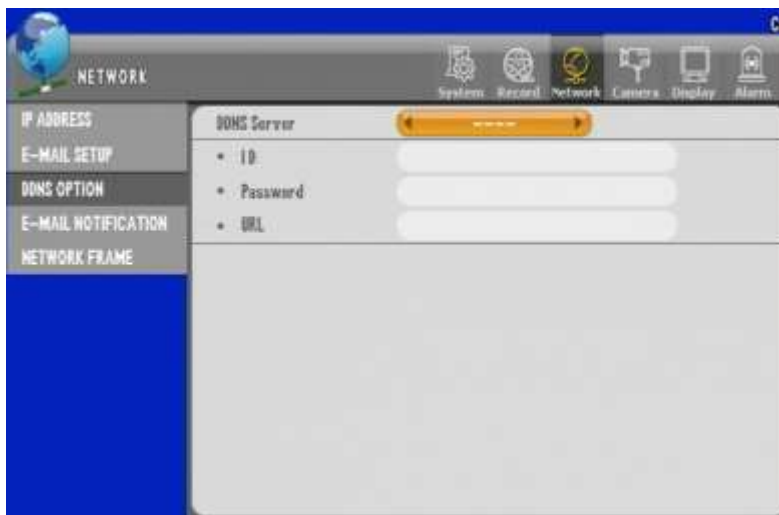 C
NETWORK
System Record Network Camera Display Alarm
IP ADDRESS
E-MAIL SETUP
DDNS OPTION
E-MAIL NOTIFICATION
NETWORK FRAME
DDNS Server ----
• ID
• Password
• URL